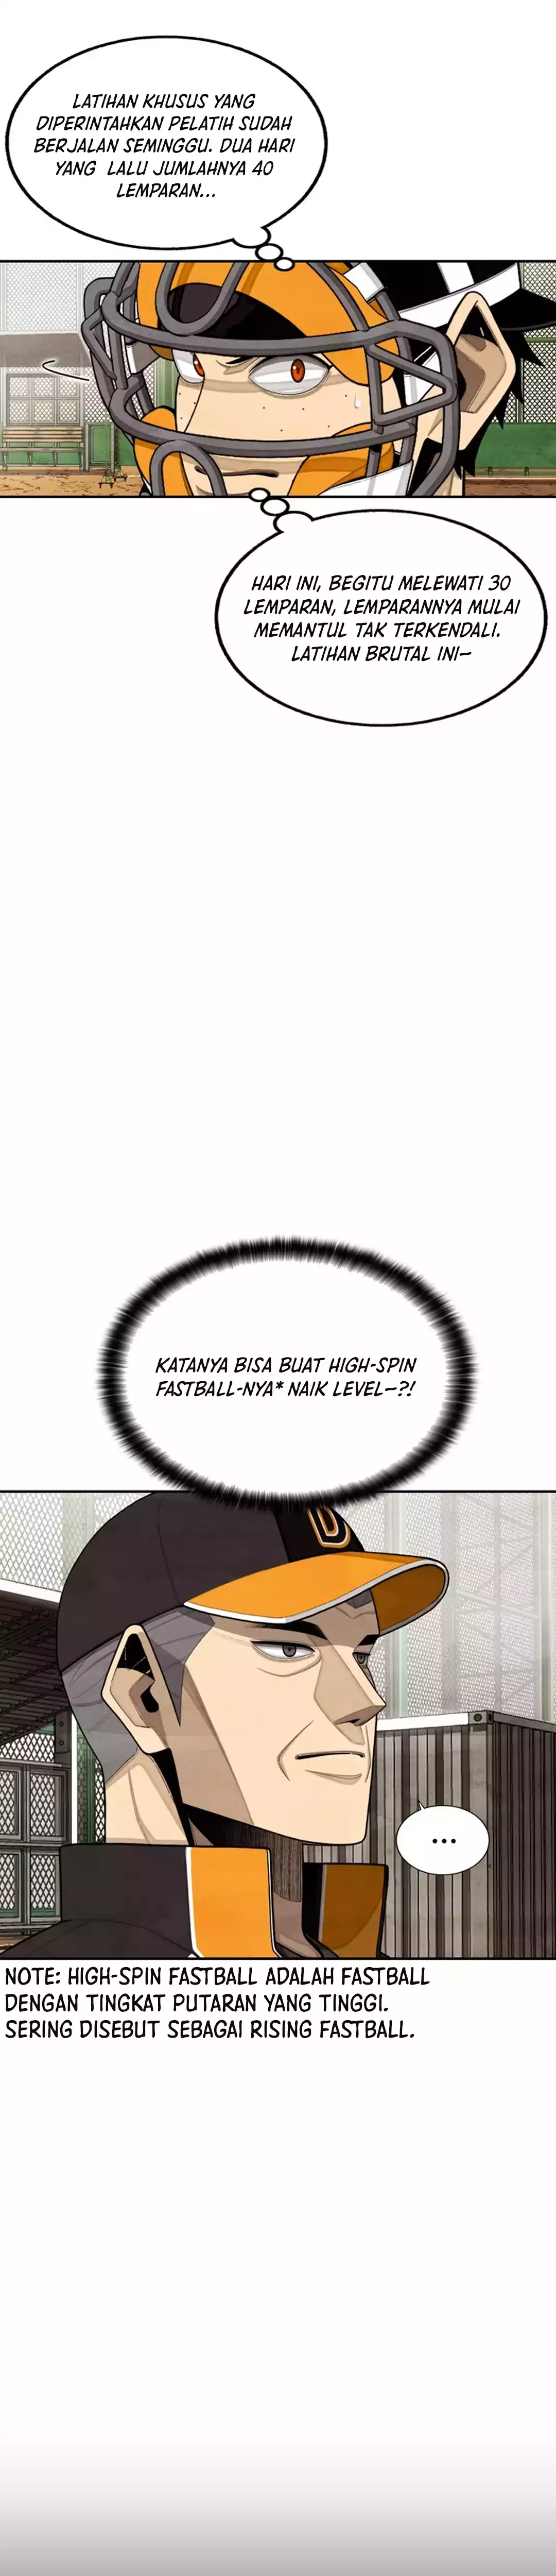 LATIHAN KHUSUS YANG
DIPERINTAHKAN PELATIH SUDAH
BERJALAN SEMINGGU. DUA HARI
YANG LALU JUMLAHNYA 40
LEMPARAN...
HARI INI, BEGITU MELEWATI 30
LEMPARAN, LEMPARANNYA MULAI
MEMANTUL TAK TERKENDALI.
LATIHAN BRUTAL INI~
KATANYA BISA BUAT HIGH-SPIN
FASTBALL-NYA* NAIK LEVEL~?!
D
...
NOTE: HIGH-SPIN FASTBALL ADALAH FASTBALL
DENGAN TINGKAT PUTARAN YANG TINGGI.
SERING DISEBUT SEBAGAI RISING FASTBALL.